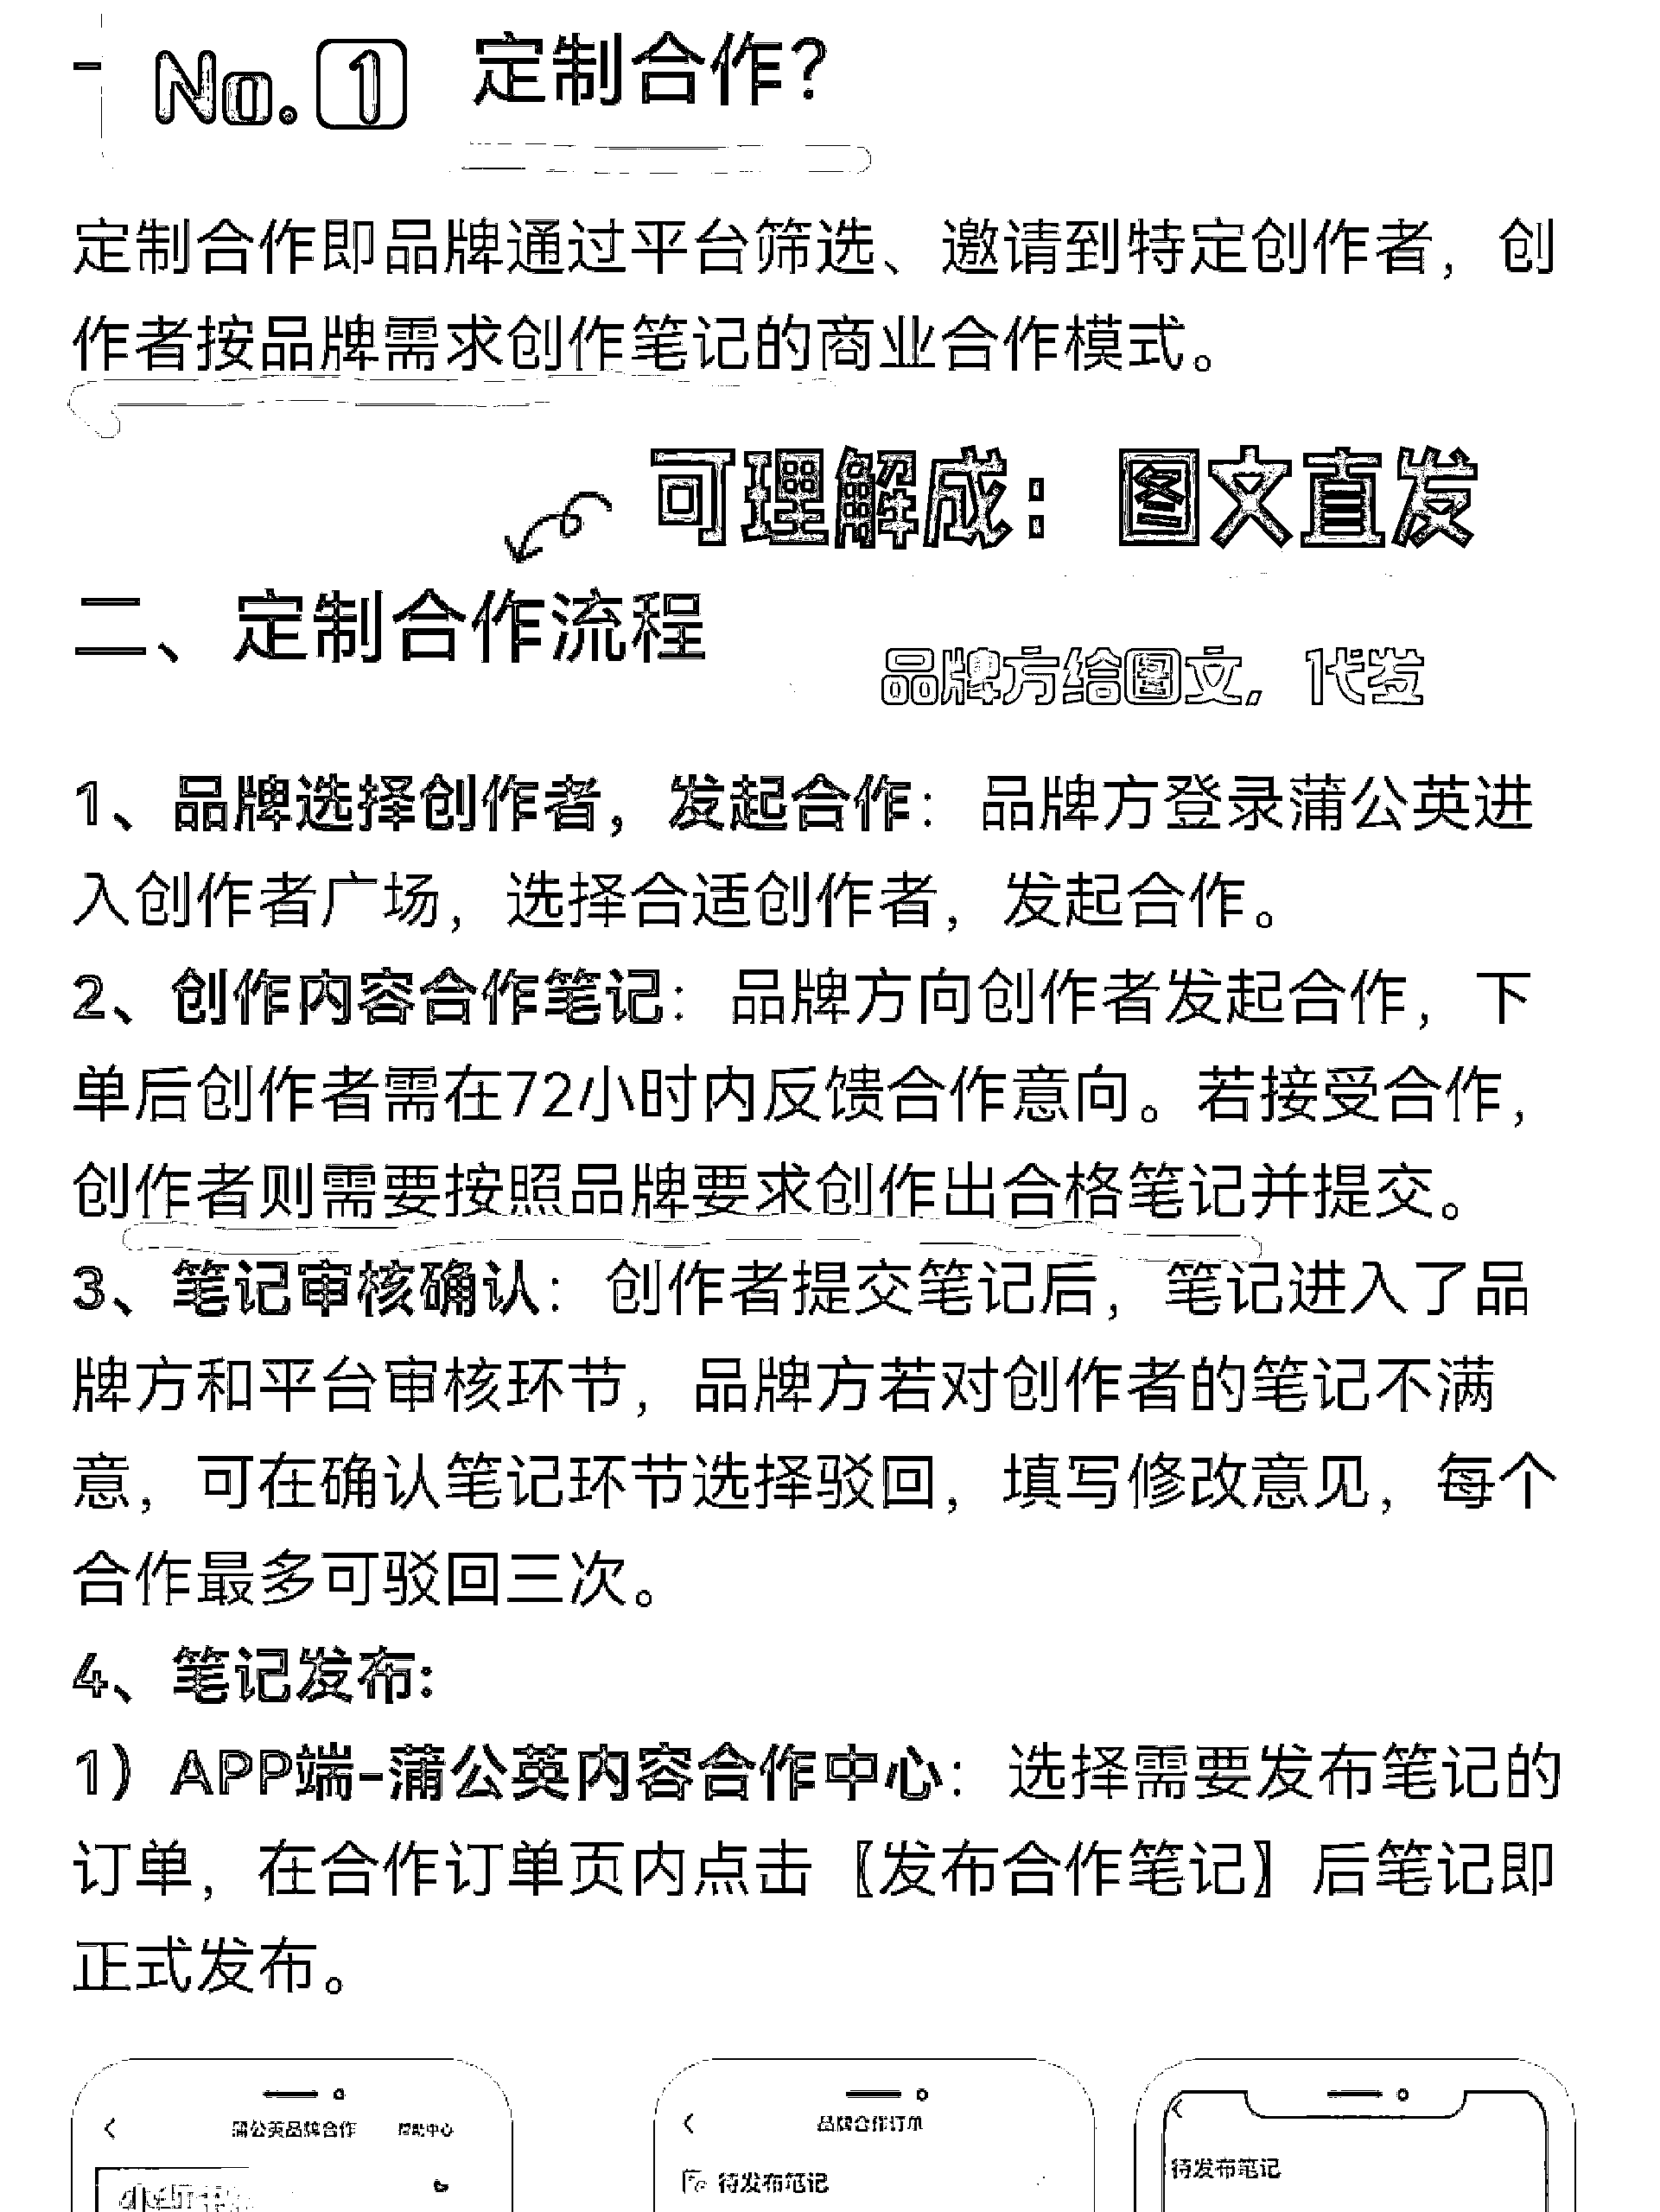 No. 1 定制合作？
定制合作即品牌通过平台筛选、邀请到特定创作者，创
作者按品牌需求创作笔记的商业合作模式。
可理解成：图文直发
二、定制合作流程
品牌方给图文，代发
1、品牌选择创作者，发起合作：品牌方登录蒲公英进
入创作者广场，选择合适创作者，发起合作。
2、创作内容合作笔记：品牌方向创作者发起合作，下
单后创作者需在72小时内反馈合作意向。若接受合作，
创作者则需要按照品牌要求创作出合格笔记并提交。
3、笔记审核确认：创作者提交笔记后，笔记进入了品
牌方和平台审核环节，品牌方若对创作者的笔记不满
意，可在确认笔记环节选择驳回，填写修改意见，每个
合作最多可驳回三次。
4、笔记发布:
1）APP端-蒲公英内容合作中心：选择需要发布笔记的
订单，在合作订单页内点击【发布合作笔记】后笔记即
正式发布。
蒲公英品牌合作 帮助中心
品牌合作订单
待发布笔记
待发布笔记